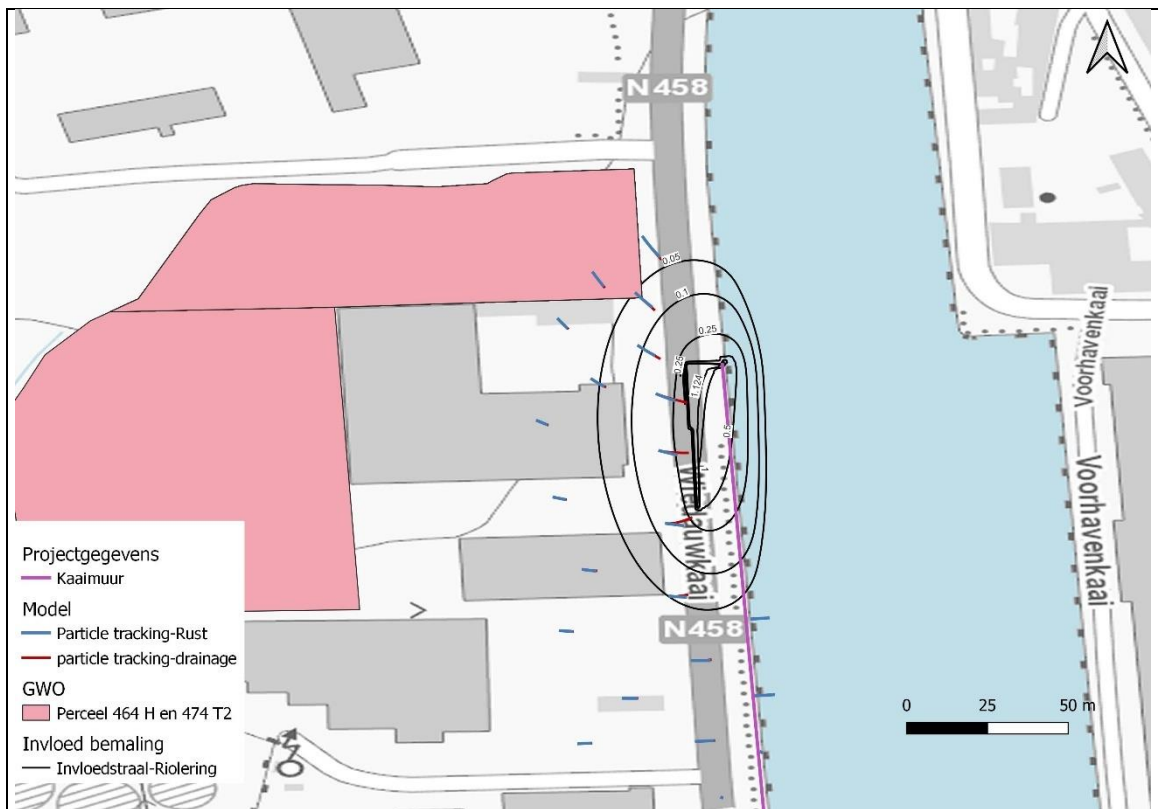 N458
0.05
0.1
0.25
0.25
1.124
0.5
1
Wiedauwkaai
N458
Voorhavenkaai
Voorhavenkaai
0 25 50 m
Projectgegevens
Kaaimuur
Model
Particle tracking-Rust
particle tracking-drainage
GWO
Perceel 464 H en 474 T2
Invloed bemaling
Invloedstraal-Riolering